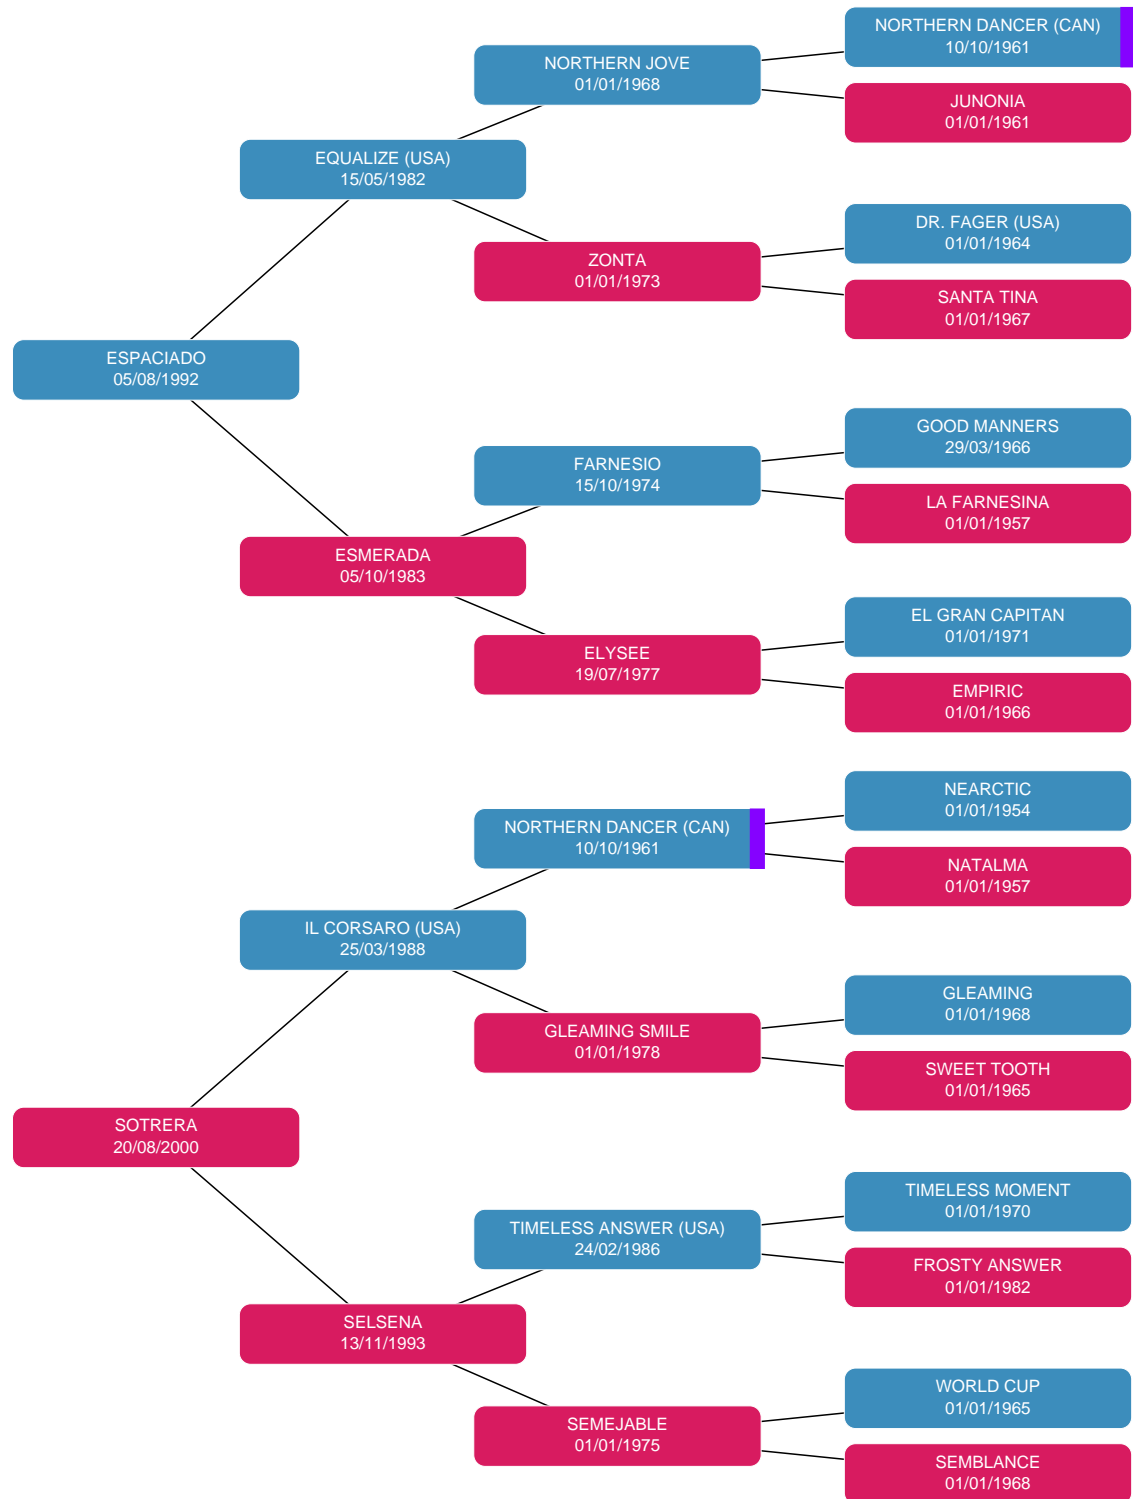 NORTHERN DANCER (CAN)
10/10/1961
NORTHERN JOVE
01/01/1968
JUNONIA
01/01/1961
EQUALIZE (USA)
15/05/1982
DR. FAGER (USA)
01/01/1964
ZONTA
01/01/1973
SANTA TINA
01/01/1967
ESPACIADO
05/08/1992
GOOD MANNERS
29/03/1966
FARNESIO
15/10/1974
LA FARNESINA
01/01/1957
ESMERADA
05/10/1983
EL GRAN CAPITAN
01/01/1971
ELYSEE
19/07/1977
EMPIRIC
01/01/1966
NEARCTIC
01/01/1954
NORTHERN DANCER (CAN)
10/10/1961
NATALMA
01/01/1957
IL CORSARO (USA)
25/03/1988
GLEAMING
01/01/1968
GLEAMING SMILE
01/01/1978
SWEET TOOTH
01/01/1965
SOTRERA
20/08/2000
TIMELESS MOMENT
01/01/1970
TIMELESS ANSWER (USA)
24/02/1986
FROSTY ANSWER
01/01/1982
SELSENA
13/11/1993
WORLD CUP
01/01/1965
SEMEJABLE
01/01/1975
SEMBLANCE
01/01/1968